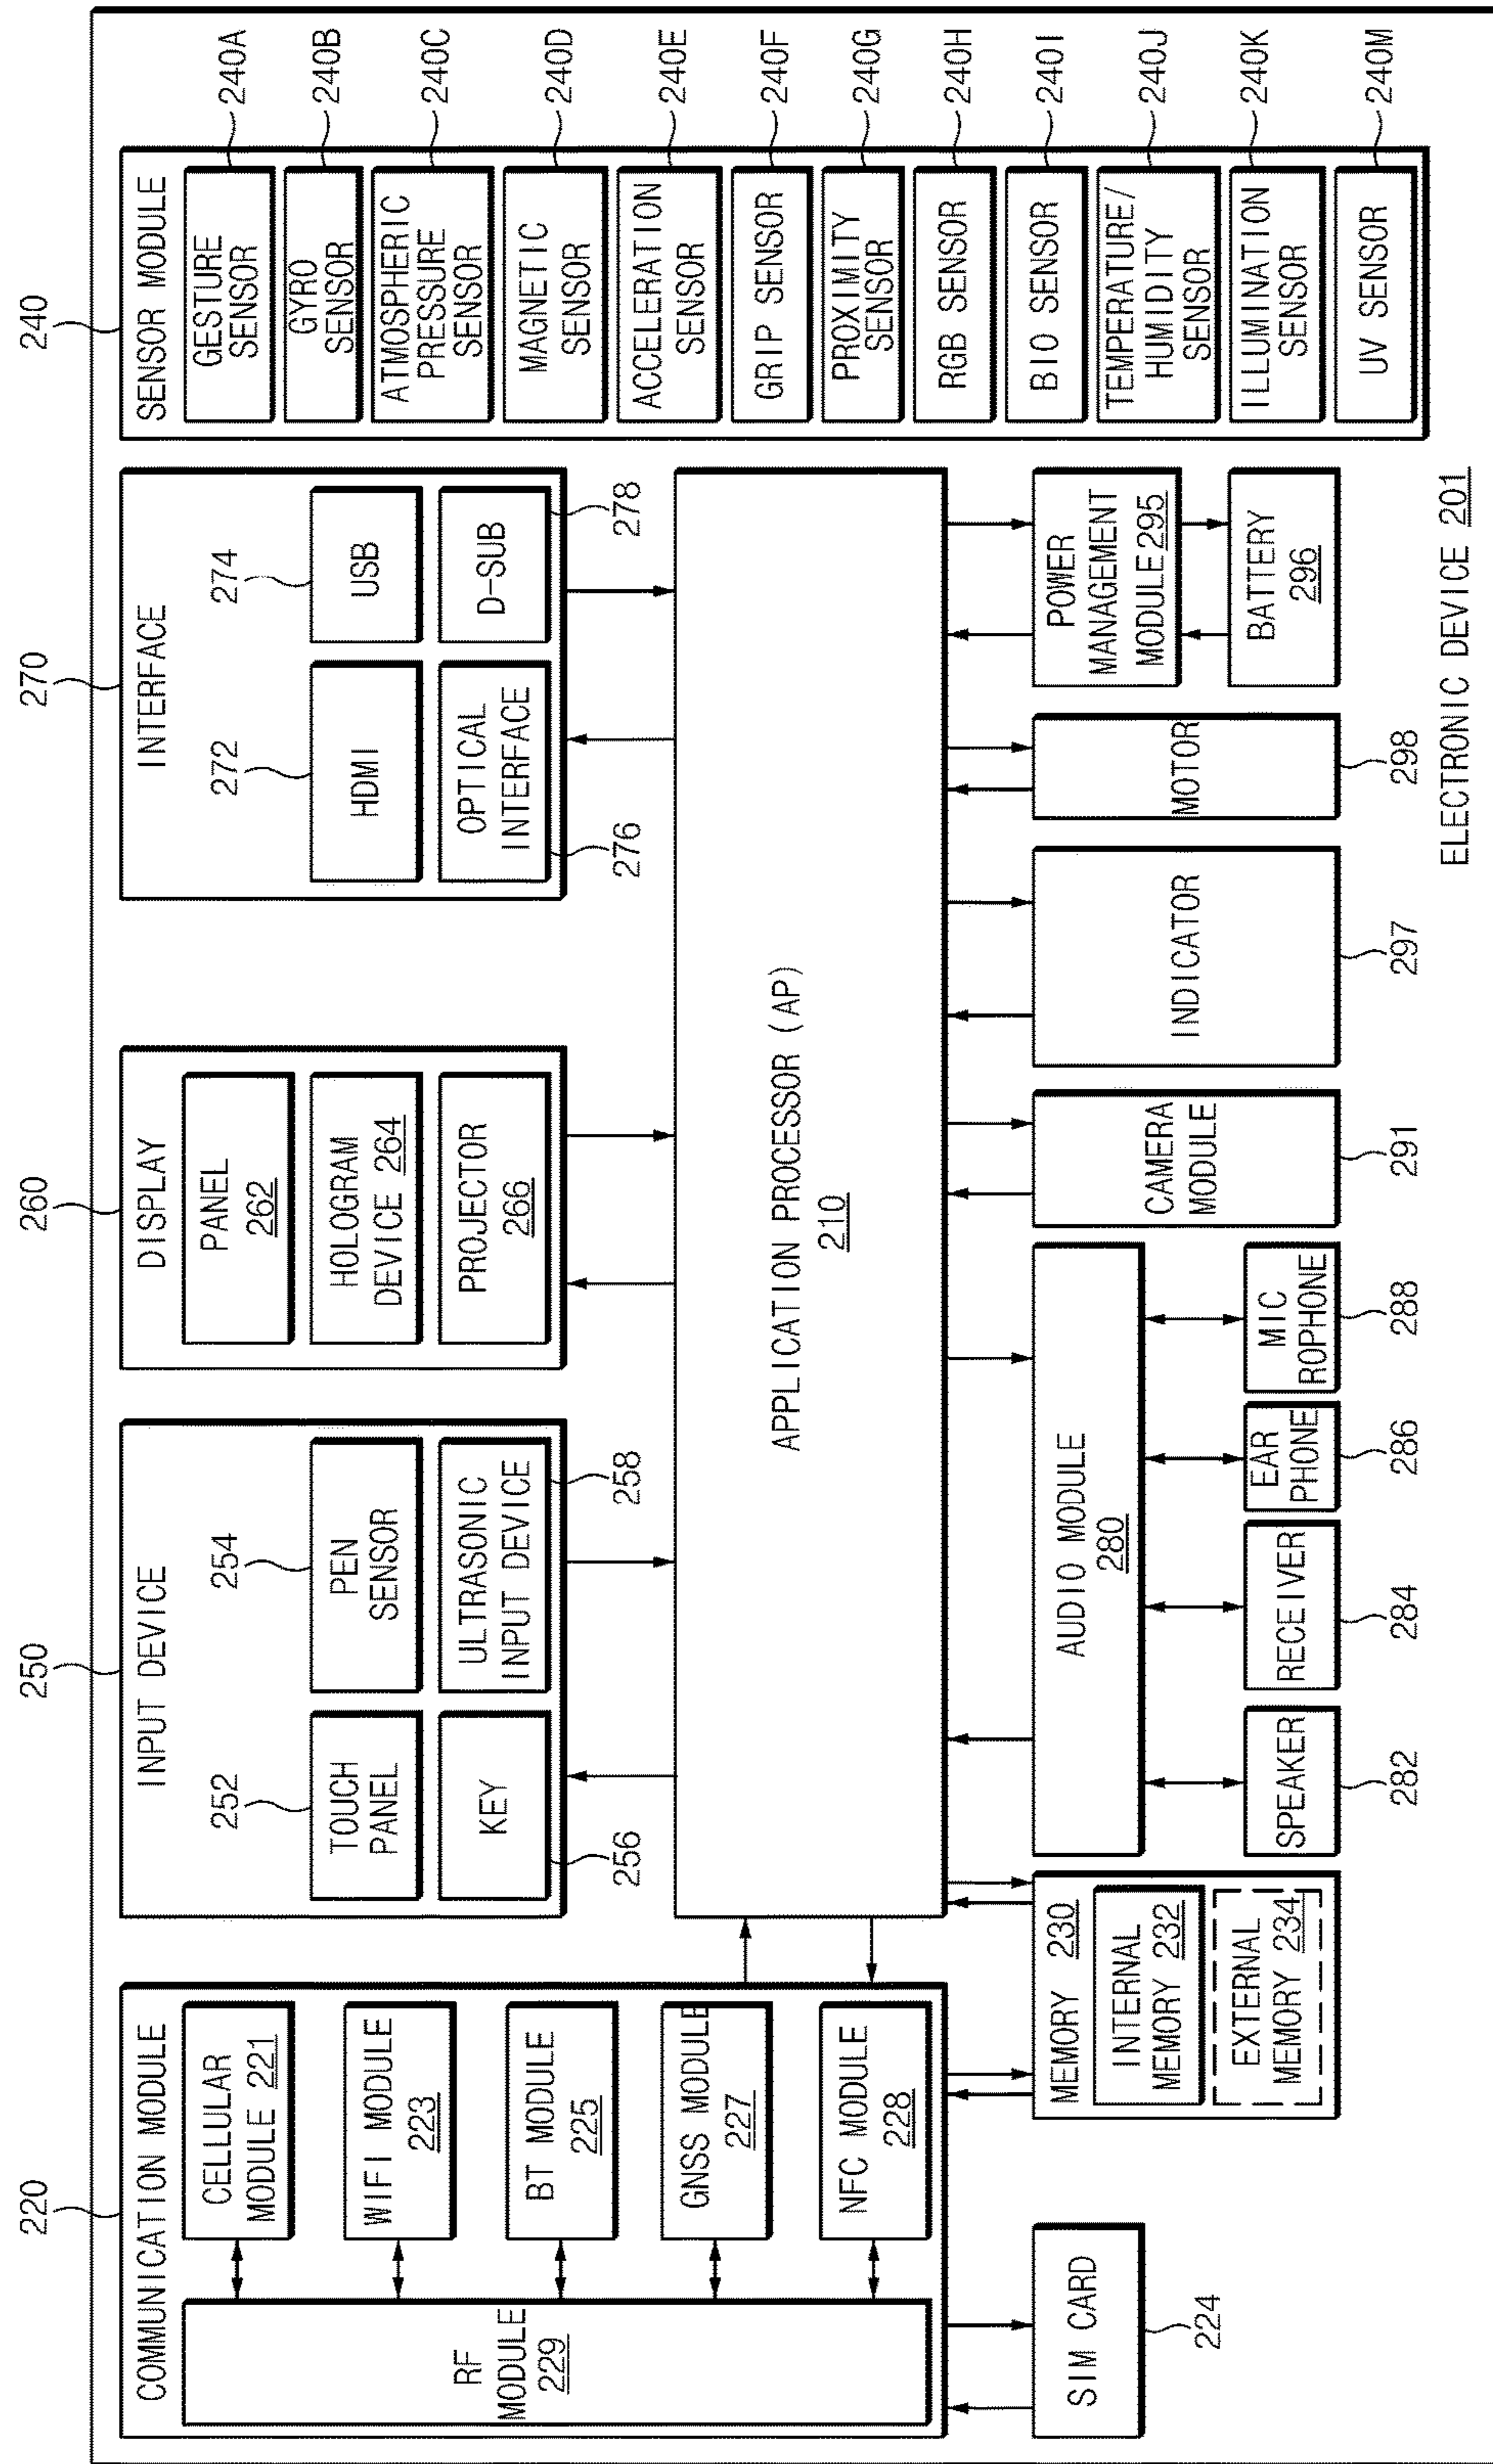 220
COMMUNICATION MODULE
RF
MODULE
229
CELLULAR
MODULE 221
WIFI MODULE
223
BT MODULE
225
GNSS MODULE
227
NFC MODULE
228
SIM CARD
224
250
INPUT DEVICE
252
254
TOUCH
PANEL
PEN
SENSOR
KEY
ULTRASONIC
INPUT DEVICE
256
258
260
DISPLAY
PANEL
262
HOLOGRAM
DEVICE 264
PROJECTOR
266
270
INTERFACE
272
274
HDMI
USB
OPTICAL
INTERFACE
D-SUB
276
278
240
SENSOR MODULE
GESTURE
SENSOR
240A
GYRO
SENSOR
240B
ATMOSPHERIC
PRESSURE
SENSOR
240C
MAGNETIC
SENSOR
240D
ACCELERATION
SENSOR
240E
GRIP SENSOR
240F
PROXIMITY
SENSOR
240G
RGB SENSOR
240H
BIO SENSOR
240I
TEMPERATURE/
HUMIDITY
SENSOR
240J
ILLUMINATION
SENSOR
240K
UV SENSOR
240M
APPLICATION PROCESSOR (AP)
210
MEMORY 230
INTERNAL
MEMORY 232
EXTERNAL
MEMORY 234
AUDIO MODULE
280
SPEAKER
282
RECEIVER
284
EAR
PHONE
286
MIC
ROPHONE
288
CAMERA
MODULE
291
INDICATOR
297
MOTOR
298
POWER
MANAGEMENT
MODULE 295
BATTERY
296
ELECTRONIC DEVICE 201